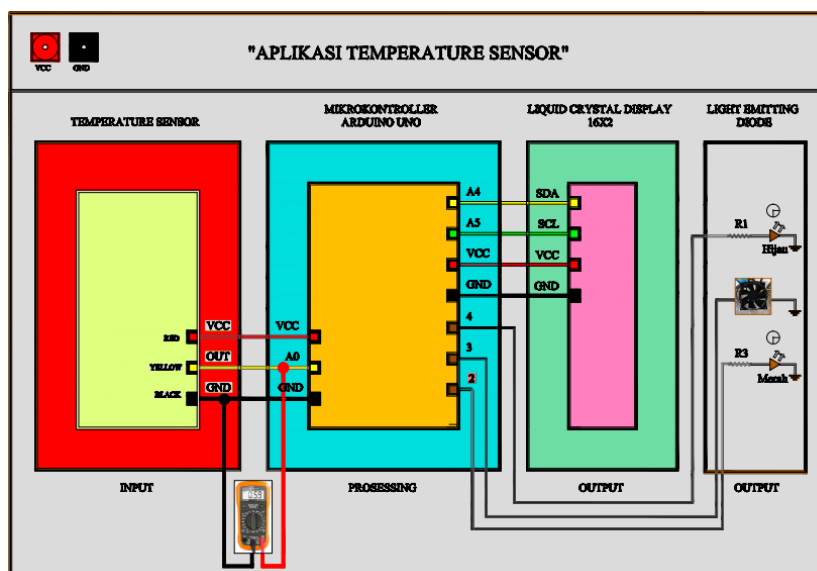 "APLIKASI TEMPERATURE SENSOR"
VCC
GND
TEMPERATURE SENSOR
MIKROKONTROLLER
ARDUINO UNO
LIQUID CRYSTAL DISPLAY
16X2
LIGHT EMITTING
DIODE
A4
SDA
A5
SCL
VCC
VCC
GND
GND
4
3
2
R1
Hijau
R3
Merah
RED
VCC
VCC
YELLOW
OUT
A0
BLACK
GND
GND
INPUT
PROSESSING
OUTPUT
OUTPUT